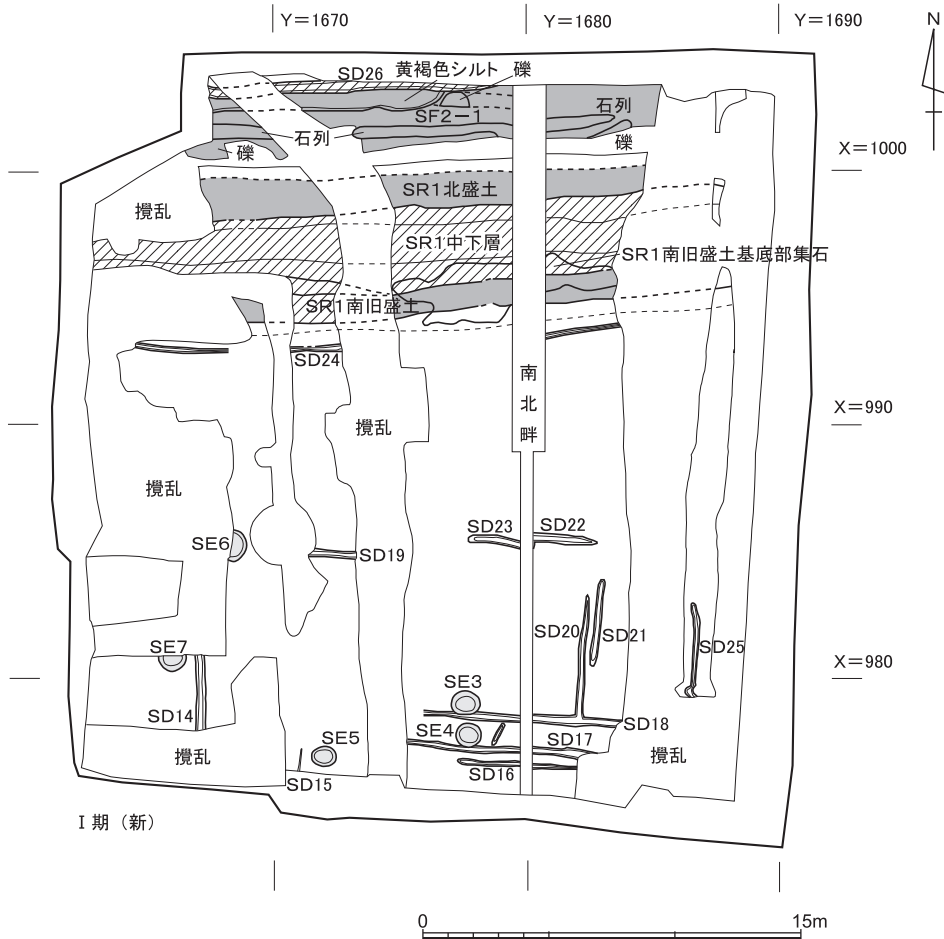 Y=1670
Y=1680
Y=1690
N
SD26
黄褐色シルト
礫
SF2-1
石列
石列
礫
礫
X=1000
SR1北盛土
攪乱
SR1中下層
SR1南旧盛土基底部集石
SR1南旧盛土
SD24
南北畔
X=990
攪乱
攪乱
SD23
SD22
SE6
SD19
SD20
SD21
SD25
SE7
X=980
SE3
SD14
SD18
SE4
SD17
SE5
攪乱
攪乱
SD16
SD15
Ⅰ期（新）
0
15m